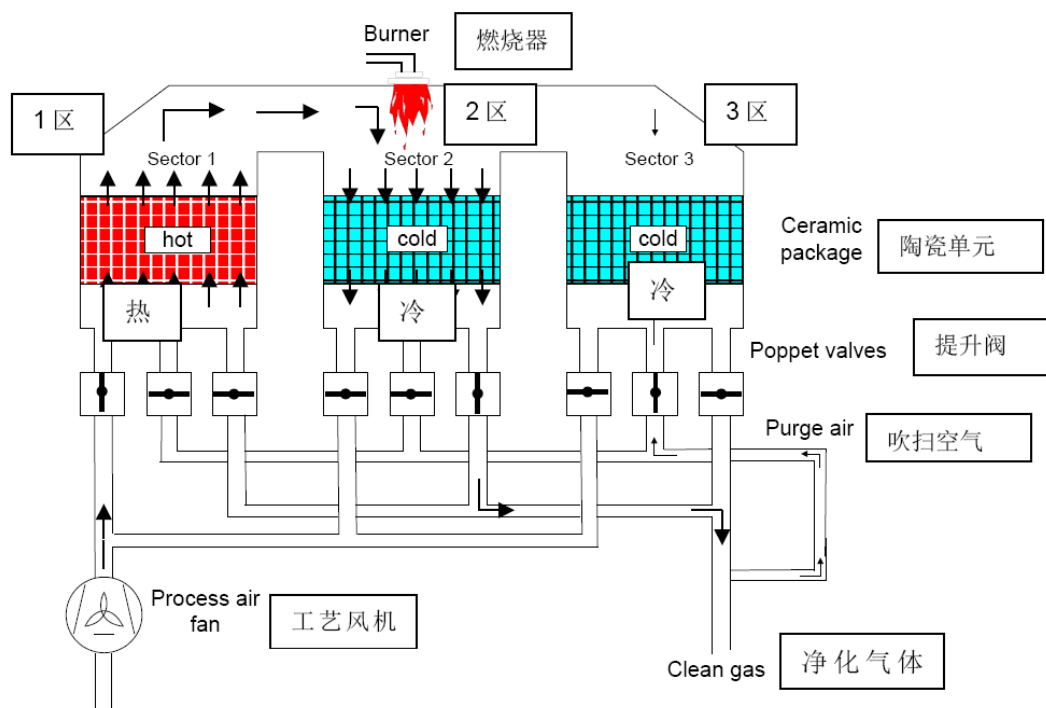 Burner
燃烧器
1区
2区
3区
Sector 1
Sector 2
Sector 3
hot
cold
cold
Ceramic
package
陶瓷单元
热
冷
冷
Poppet valves
提升阀
Purge air
吹扫空气
Process air
fan
工艺风机
Clean gas
净化气体